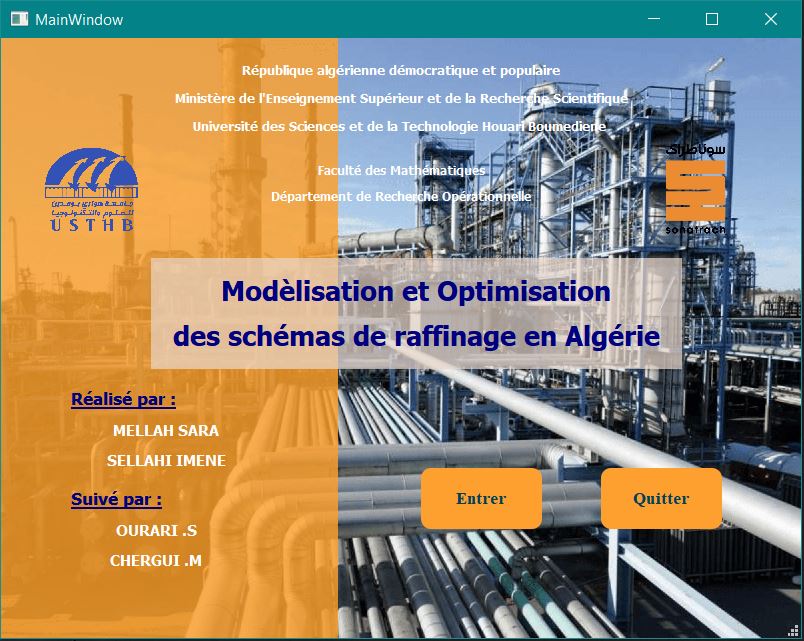 MainWindow
République algérienne démocratique et populaire
Ministère de l'Enseignement Supérieur et de la Recherche Scientifique
Université des Sciences et de la Technologie Houari Boumediene
Faculté des Mathématiques
Département de Recherche Opérationnelle
جامعة هواري بومدين
للعلوم والتكنولوجيا
USTHB
سوناطراك
sonatrach
Modèlisation et Optimisation
des schémas de raffinage en Algérie
Réalisé par :
MELLAH SARA
SELLAHI IMENE
Suivé par :
OURARI .S
CHERGUI .M
Entrer
Quitter